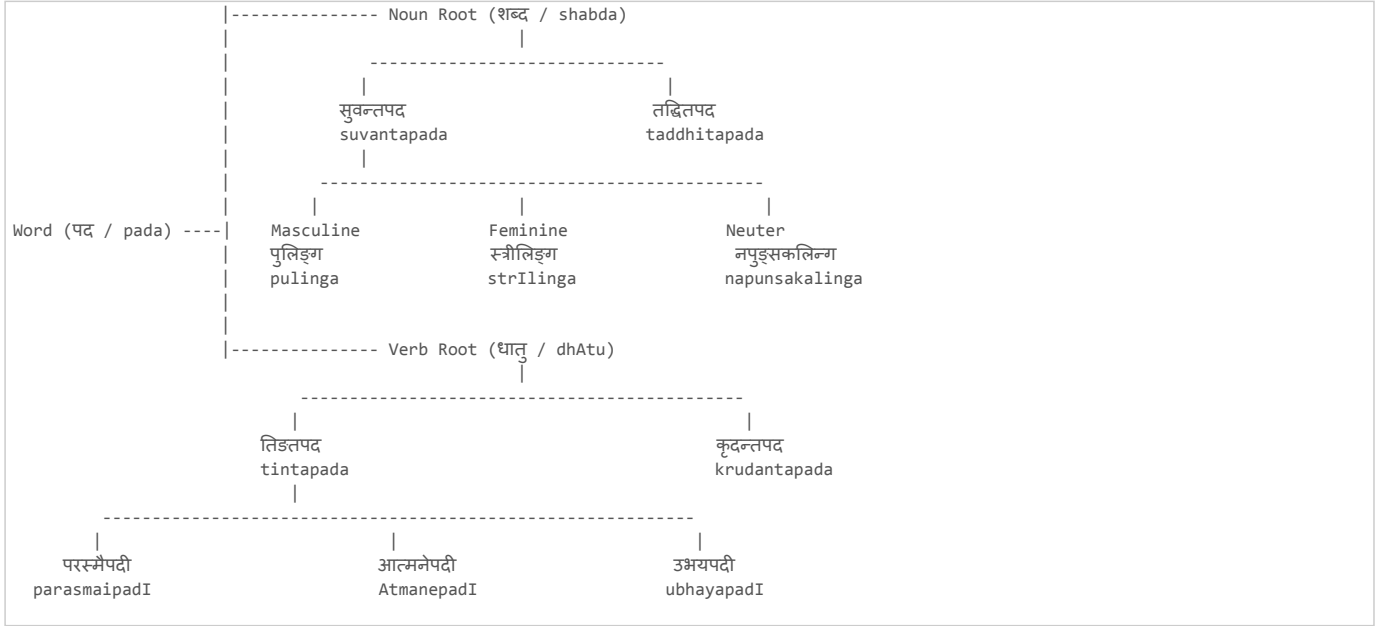 Noun Root (शब्द / shabda)
सुवन्तपद तद्धितपद
suvantapada taddhitapada
Word (पद / pada) Masculine Feminine Neuter
पुलिङ्ग स्त्रीलिङ्ग नपुङ्सकलिन्ग
pulinga strIlinga napunsakalinga
Verb Root (धातु / dhAtu)
तिङतपद कृदन्तपद
tintapada krudantapada
परस्मैपदी आत्मनेपदी उभयपदी
parasmaipadI AtmanepadI ubhayapadI